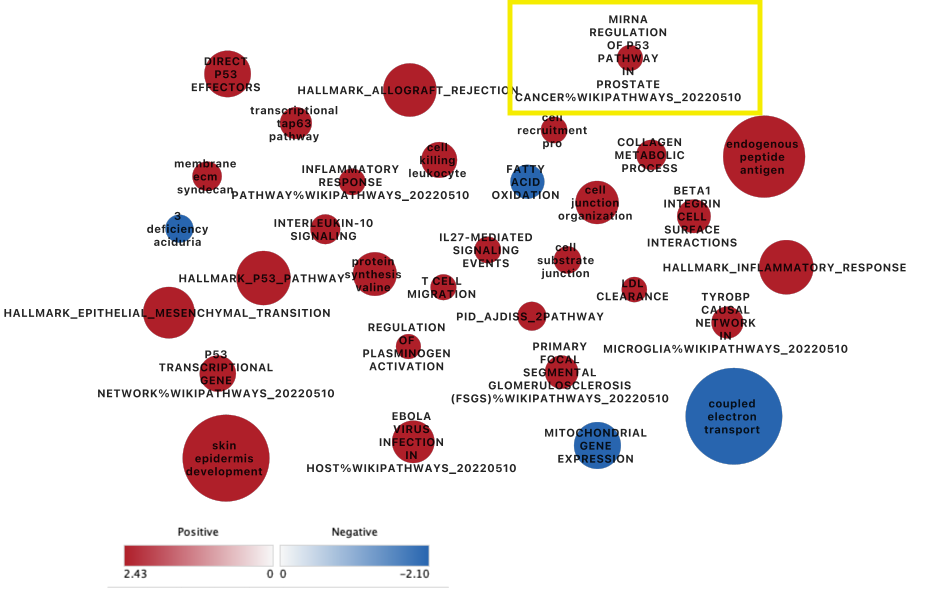 MIRNA
REGULATION
OF P53
PATHWAY
IN
PROSTATE
CANCER%WIKIPATHWAYS_20220510
DIRECT
P53
EFFECTORS
HALLMARK_ALLOGRAFT_REJECTION
transcriptional
tap63
pathway
cell
recruitment
pro
COLLAGEN
METABOLIC
PROCESS
endogenous
peptide
antigen
cell
killing
leukocyte
membrane
ecm
syndecan
INFLAMMATORY
RESPONSE
PATHWAY%WIKIPATHWAYS_20220510
FATTY
ACID
OXIDATION
cell
junction
organization
BETA1
INTEGRIN
CELL
SURFACE
INTERACTIONS
3
deficiency
aciduria
INTERLEUKIN-10
SIGNALING
IL27-MEDIATED
SIGNALING
EVENTS
cell
substrate
junction
HALLMARK_INFLAMMATORY_RESPONSE
HALLMARK_P53_PATHWAY
protein
synthesis
valine
T CELL
MIGRATION
LDL
CLEARANCE
HALLMARK_EPITHELIAL_MESENCHYMAL_TRANSITION
PID_AJDISS_2PATHWAY
TYROBP
CAUSAL
NETWORK
IN
MICROGLIA%WIKIPATHWAYS_20220510
REGULATION
OF
PLASMINOGEN
ACTIVATION
P53
TRANSCRIPTIONAL
GENE
NETWORK%WIKIPATHWAYS_20220510
PRIMARY
FOCAL
SEGMENTAL
GLOMERULOSCLEROSIS
(FSGS)%WIKIPATHWAYS_20220510
coupled
electron
transport
skin
epidermis
development
EBOLA
VIRUS
INFECTION
IN
HOST%WIKIPATHWAYS_20220510
MITOCHONDRIAL
GENE
EXPRESSION
Positive
Negative
2.43
0
0
-2.10